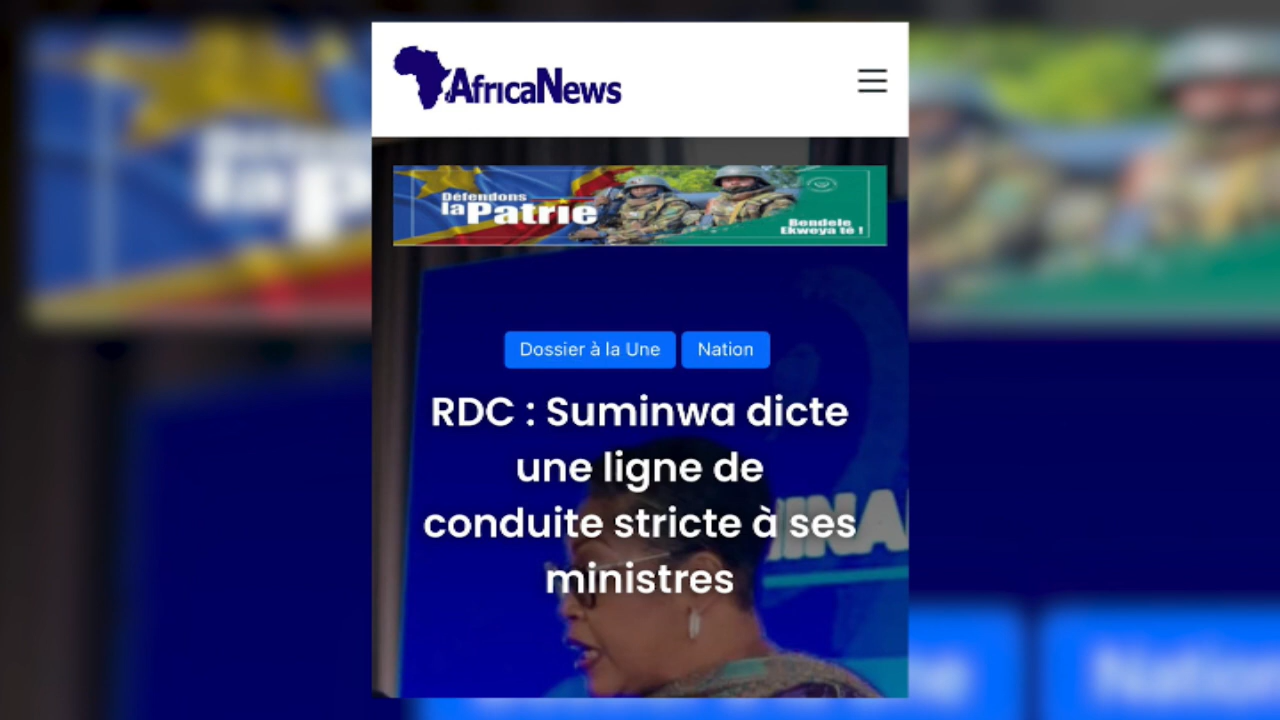 AfricaNews
Défendons
la Patrie
Bendele
Ekweya te !
Dossier à la Une
Nation
RDC : Suminwa dicte
une ligne de
conduite stricte à ses
ministres